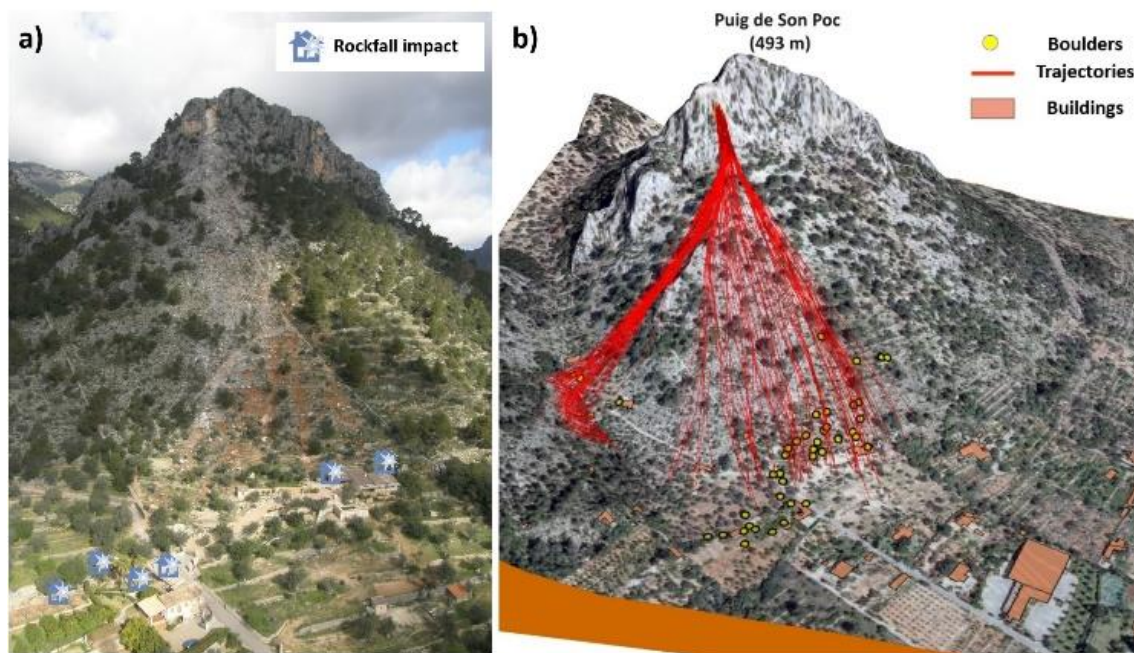 a)
Rockfall impact
b)
Puig de Son Poc
(493 m)
Boulders
Trajectories
Buildings